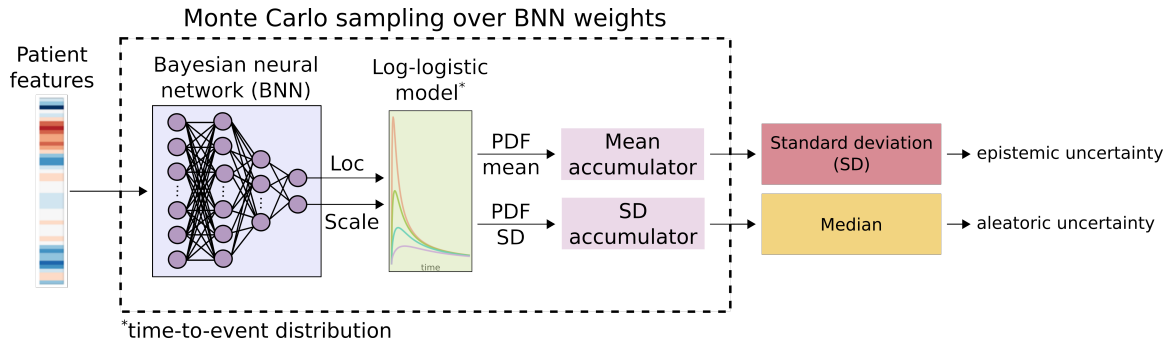 Monte Carlo sampling over BNN weights
Patient
features
Bayesian neural
network (BNN)
Log-logistic
model*
Loc
Scale
time
PDF
mean
PDF
SD
Mean
accumulator
SD
accumulator
Standard deviation
(SD)
Median
epistemic uncertainty
aleatoric uncertainty
*time-to-event distribution